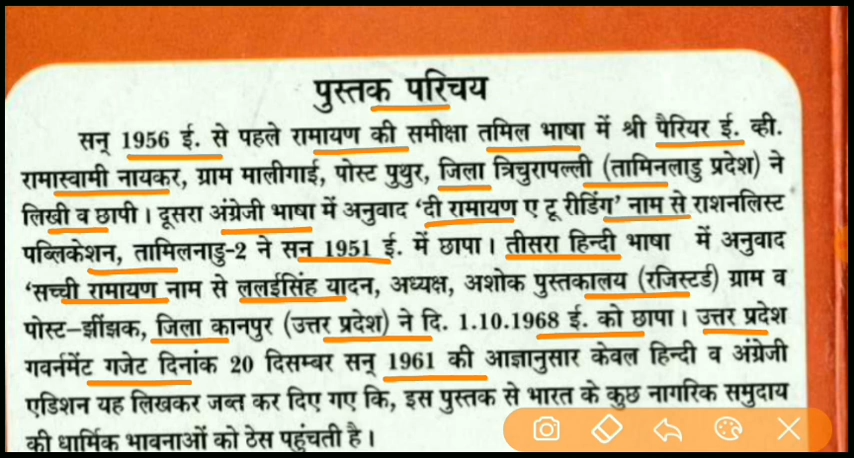 पुस्तक परिचय
सन् 1956 ई. से पहले रामायण की समीक्षा तमिल भाषा में श्री पैरियर ई. व्ही.
रामास्वामी नायकर, ग्राम मालीगाई, पोस्ट पुथुर, जिला त्रिचुरापल्ली (तामिनलाडु प्रदेश) ने
लिखी व छापी। दूसरा अंग्रेजी भाषा में अनुवाद ‘दी रामायण ए टू रीडिंग’ नाम से राशनलिस्ट
पब्लिकेशन, तामिलनाडु-2 ने सन 1951 ई. में छापा। तीसरा हिन्दी भाषा में अनुवाद
‘सच्ची रामायण नाम से ललईसिंह यादन, अध्यक्ष, अशोक पुस्तकालय (रजिस्टर्ड) ग्राम व
पोस्ट-झींझक, जिला कानपुर (उत्तर प्रदेश) ने दि. 1.10.1968 ई. को छापा। उत्तर प्रदेश
गवर्नमेंट गजेट दिनांक 20 दिसम्बर सन् 1961 की आज्ञानुसार केवल हिन्दी व अंग्रेजी
एडिशन यह लिखकर जब्त कर दिए गए कि, इस पुस्तक से भारत के कुछ नागरिक समुदाय
की धार्मिक भावनाओं को ठेस पहुंचती है।